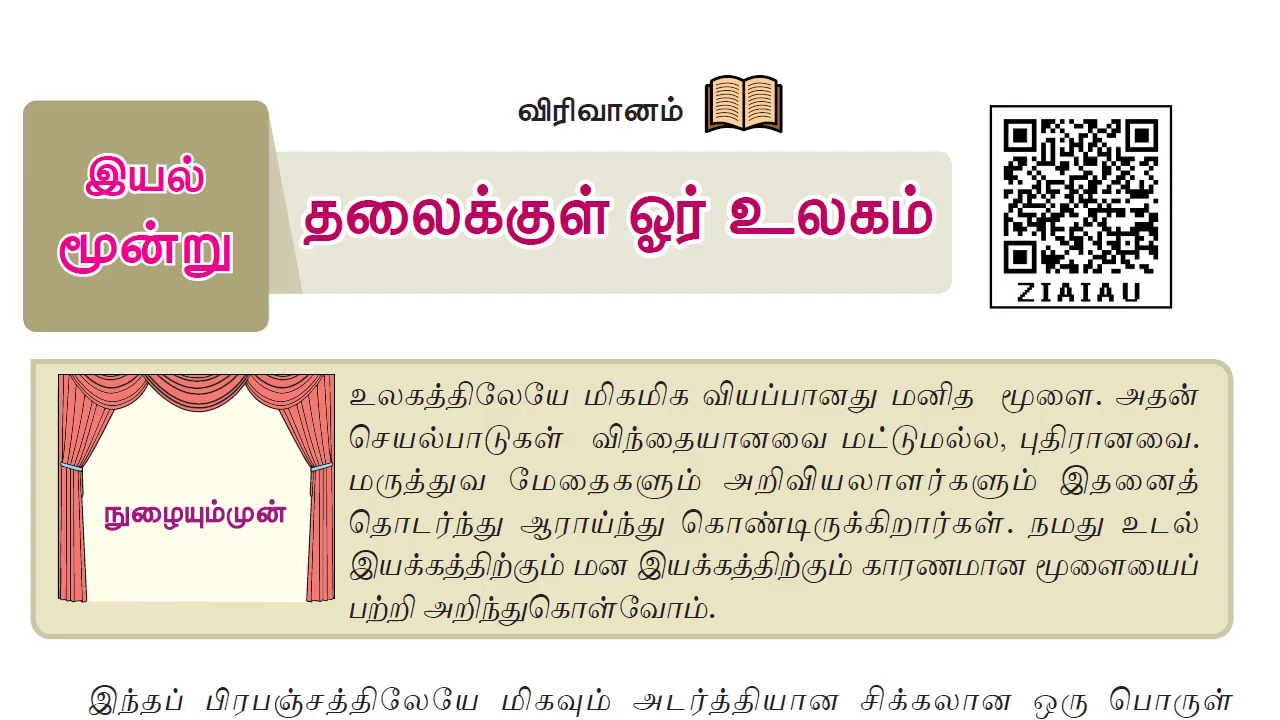 விரிவானம்
இயல்
மூன்று
தலைக்குள் ஓர் உலகம்
ZIAIAU
நுழையும்முன்
உலகத்திலேயே மிகமிக வியப்பானது மனித மூளை. அதன்
செயல்பாடுகள் விந்தையானவை மட்டுமல்ல, புதிரானவை.
மருத்துவ மேதைகளும் அறிவியலாளர்களும் இதனைத்
தொடர்ந்து ஆராய்ந்து கொண்டிருக்கிறார்கள். நமது உடல்
இயக்கத்திற்கும் மன இயக்கத்திற்கும் காரணமான மூளையைப்
பற்றி அறிந்துகொள்வோம்.
இந்தப் பிரபஞ்சத்திலேயே மிகவும் அடர்த்தியான சிக்கலான ஒரு பொருள்